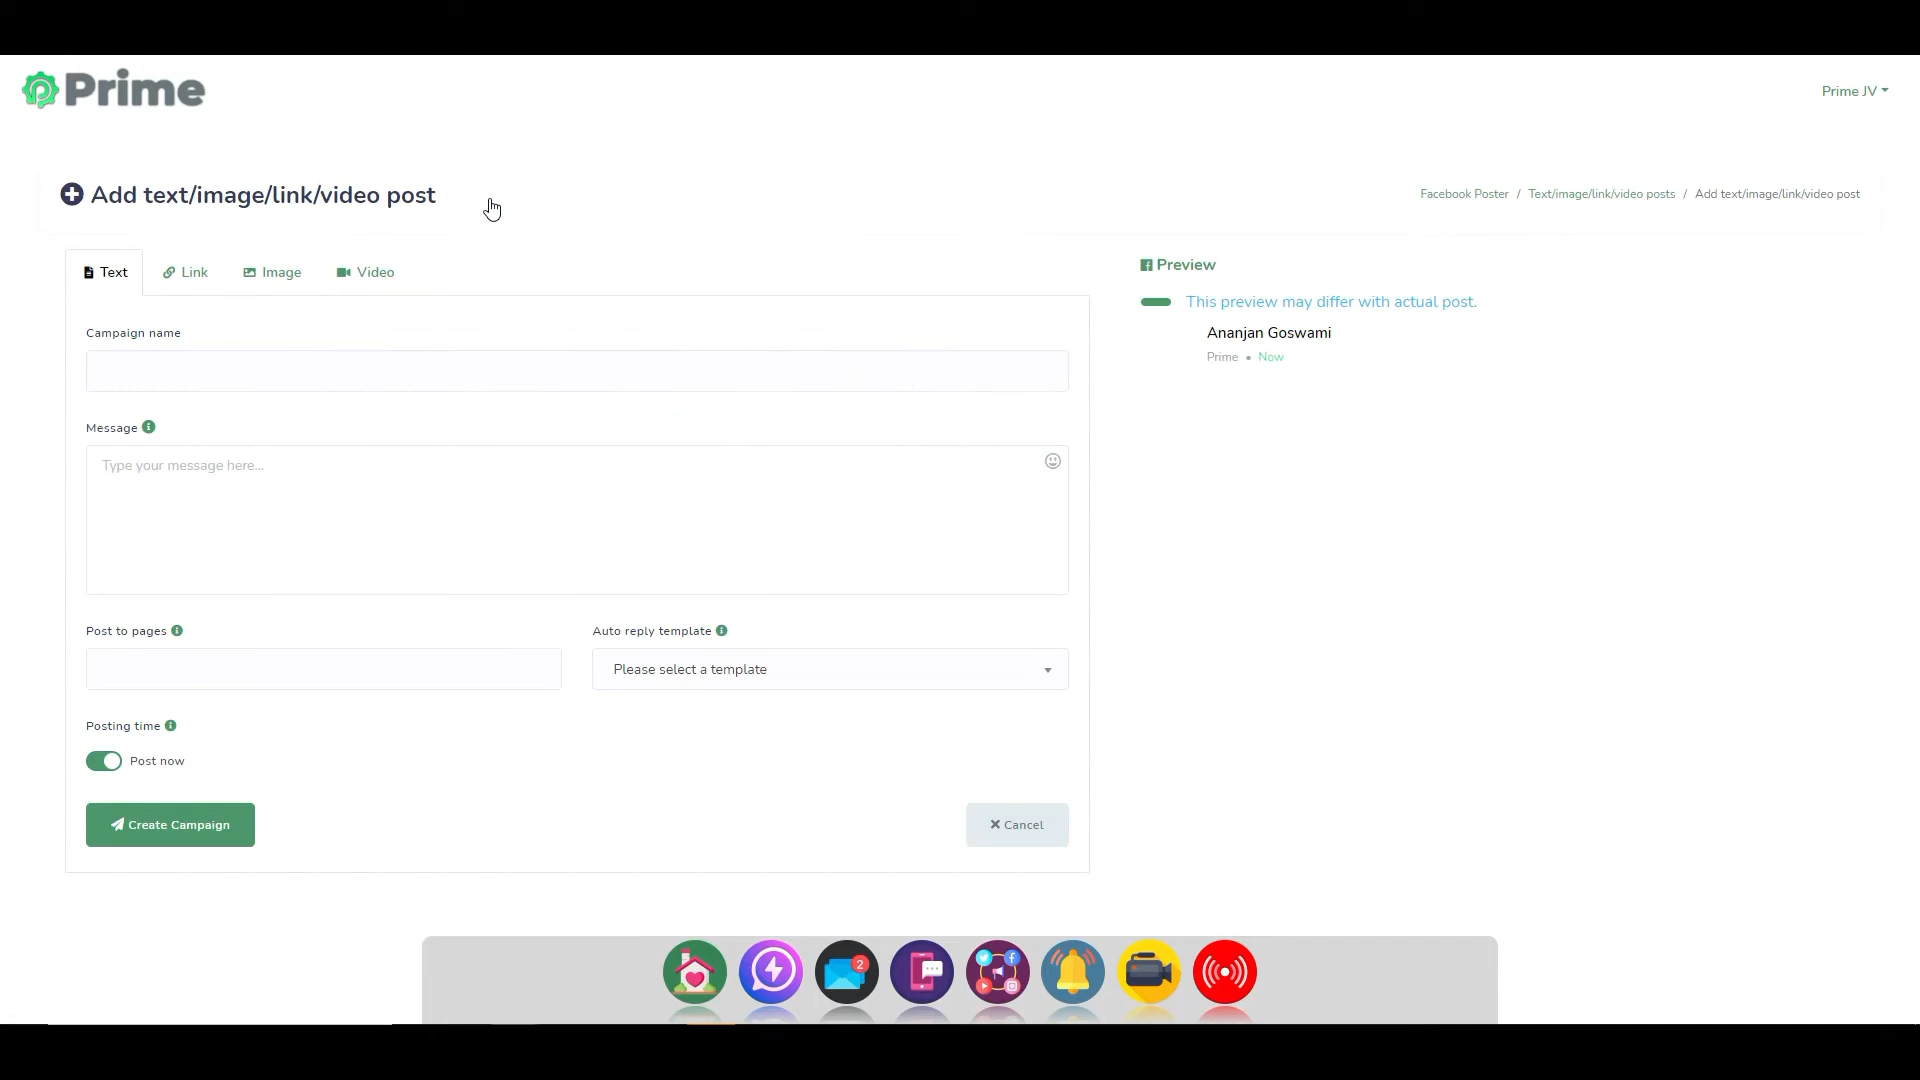 Prime
Prime JV
Add text/image/link/video post
Facebook Poster / Text/image/link/video posts / Add text/image/link/video post
Text
Link
Image
Video
Preview
This preview may differ with actual post.
Ananjan Goswami
Prime • Now
Campaign name
Message
Type your message here...
Post to pages
Auto reply template
Please select a template
Posting time
Post now
Create Campaign
Cancel
2